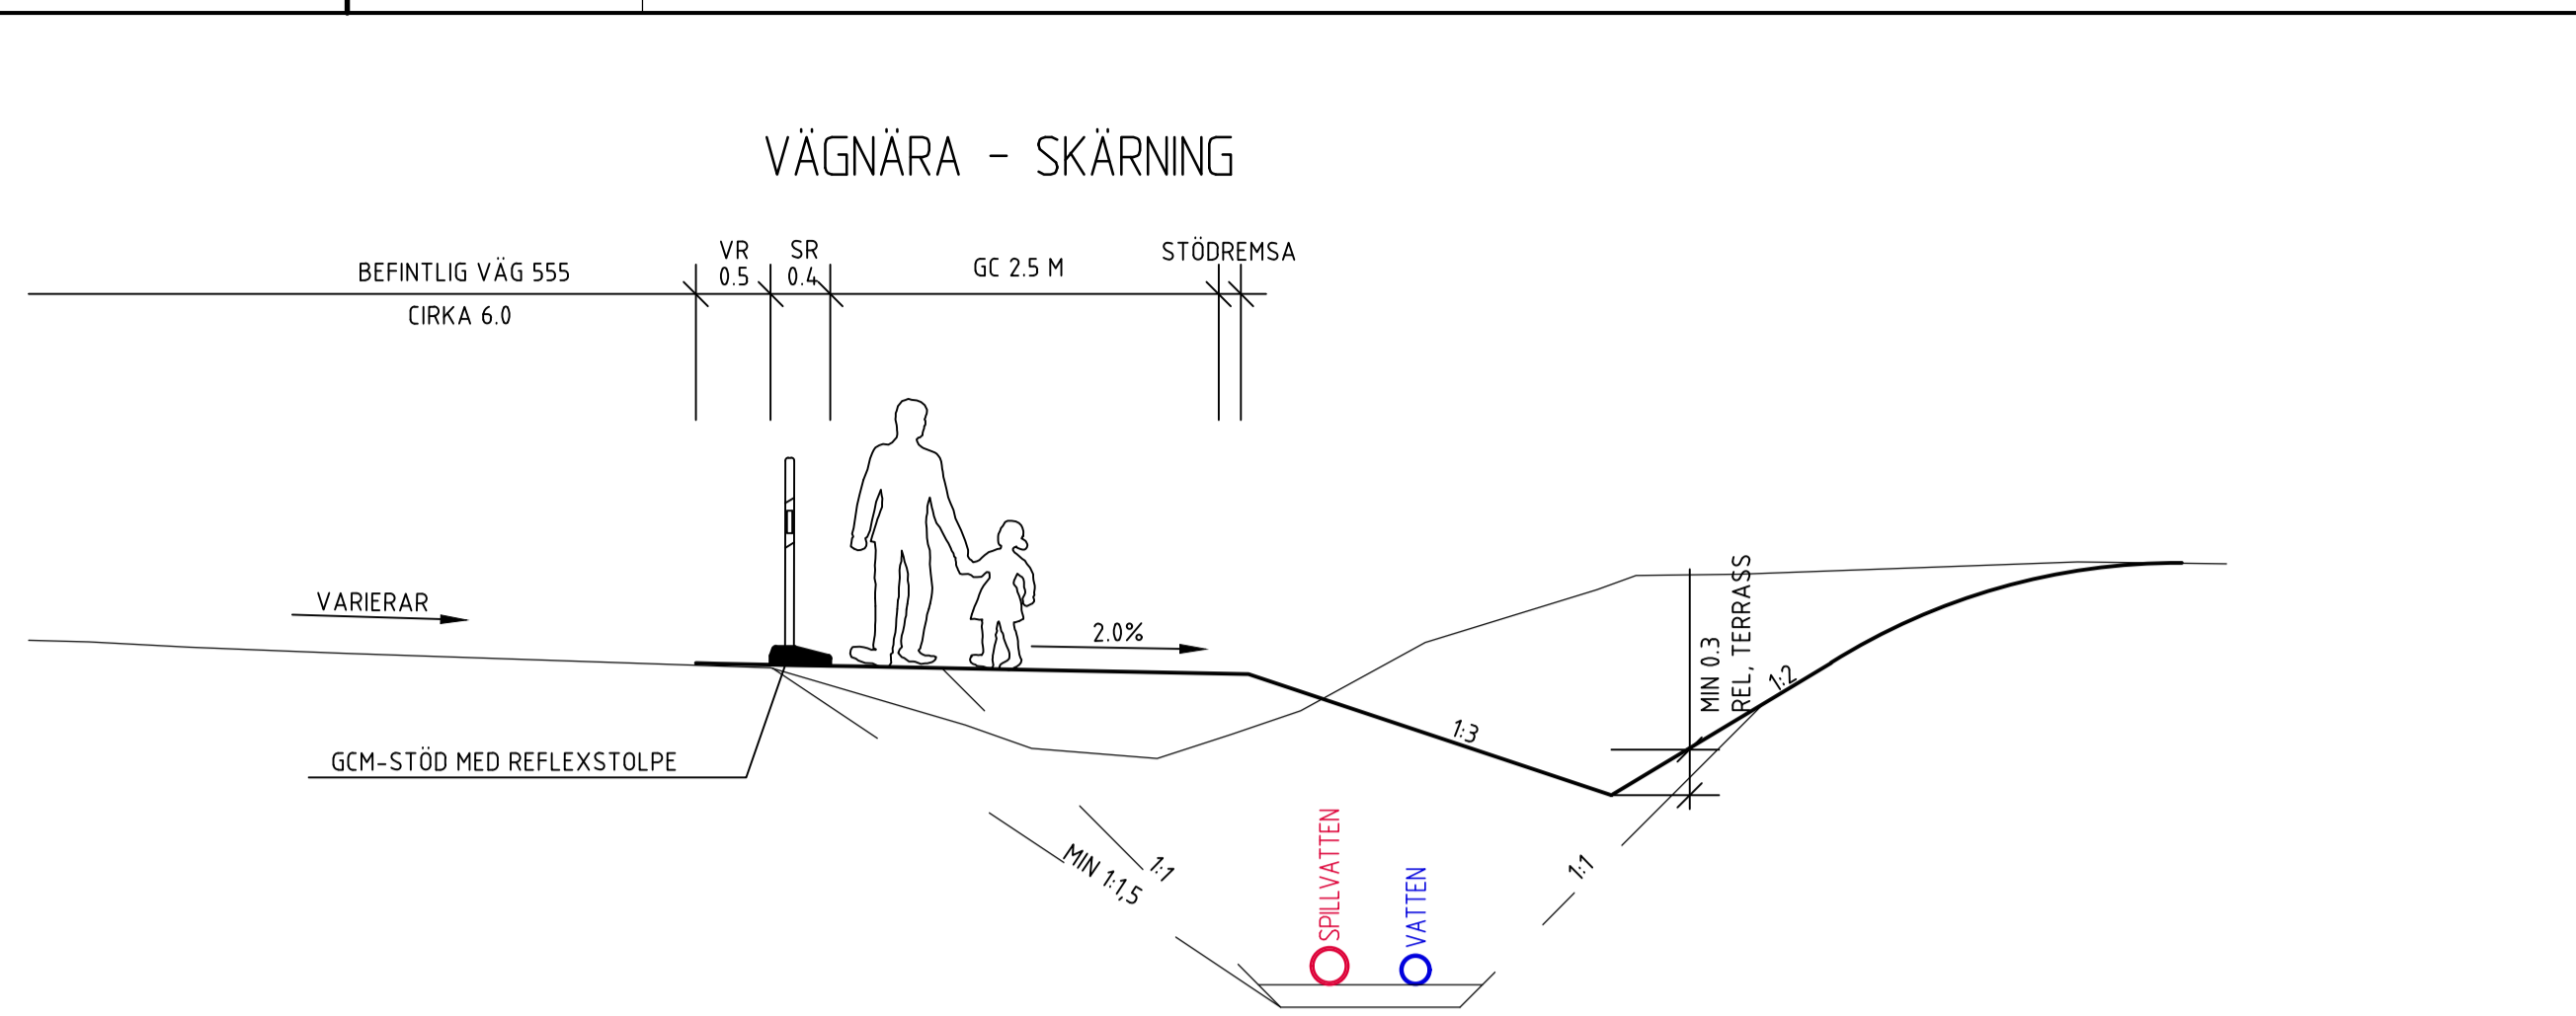 VÄGNÄRA - SKÄRNING
VR
SR
STÖDREMSA
BEFINTLIG VÄG 555
0.5
0.4
GC 2.5 M
CIRKA 6.0
VARIERAR
2.0%
MIN 0.3
REL, TERRASS
1:2
1:3
GCM-STÖD MED REFLEXSTOLPE
MIN 1:1,5
1:1
SPILLVATTEN
VATTEN
1:1